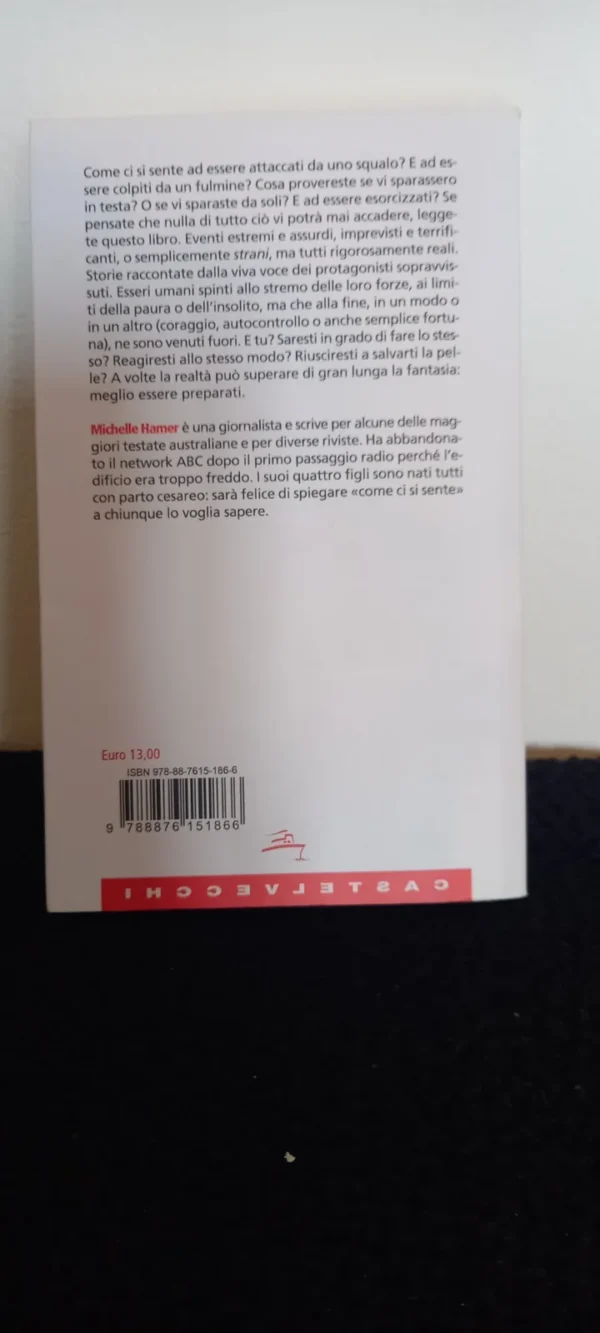 Come ci si sente ad essere attaccati da uno squalo? E ad es-
sere colpiti da un fulmine? Cosa provereste se vi sparassero
in testa? O se vi sparaste da soli? E ad essere esorcizzati? Se
pensate che nulla di tutto ciò vi potrà mai accadere, legge-
te questo libro. Eventi estremi e assurdi, imprevisti e terrifi-
canti, o semplicemente strani, ma tutti rigorosamente reali.
Storie raccontate dalla viva voce dei protagonisti sopravvis-
suti. Esseri umani spinti allo stremo delle loro forze, ai limi-
ti della paura o dell'insolito, ma che alla fine, in un modo o
in un altro (coraggio, autocontrollo o anche semplice fortu-
na), ne sono venuti fuori. E tu? Saresti in grado di fare lo stes-
so? Reagiresti allo stesso modo? Riusciresti a salvarti la pel-
le? A volte la realtà può superare di gran lunga la fantasia:
meglio essere preparati.
Michelle Hamer è una giornalista e scrive per alcune delle mag-
giori testate australiane e per diverse riviste. Ha abbandona-
to il network ABC dopo il primo passaggio radio perché l'e-
dificio era troppo freddo. I suoi quattro figli sono nati tutti
con parto cesareo: sarà felice di spiegare «come ci si sente»
a chiunque lo voglia sapere.
Euro 13,00
ISBN 978-88-7615-186-6
9 788876 151866
CASTELVECCHI